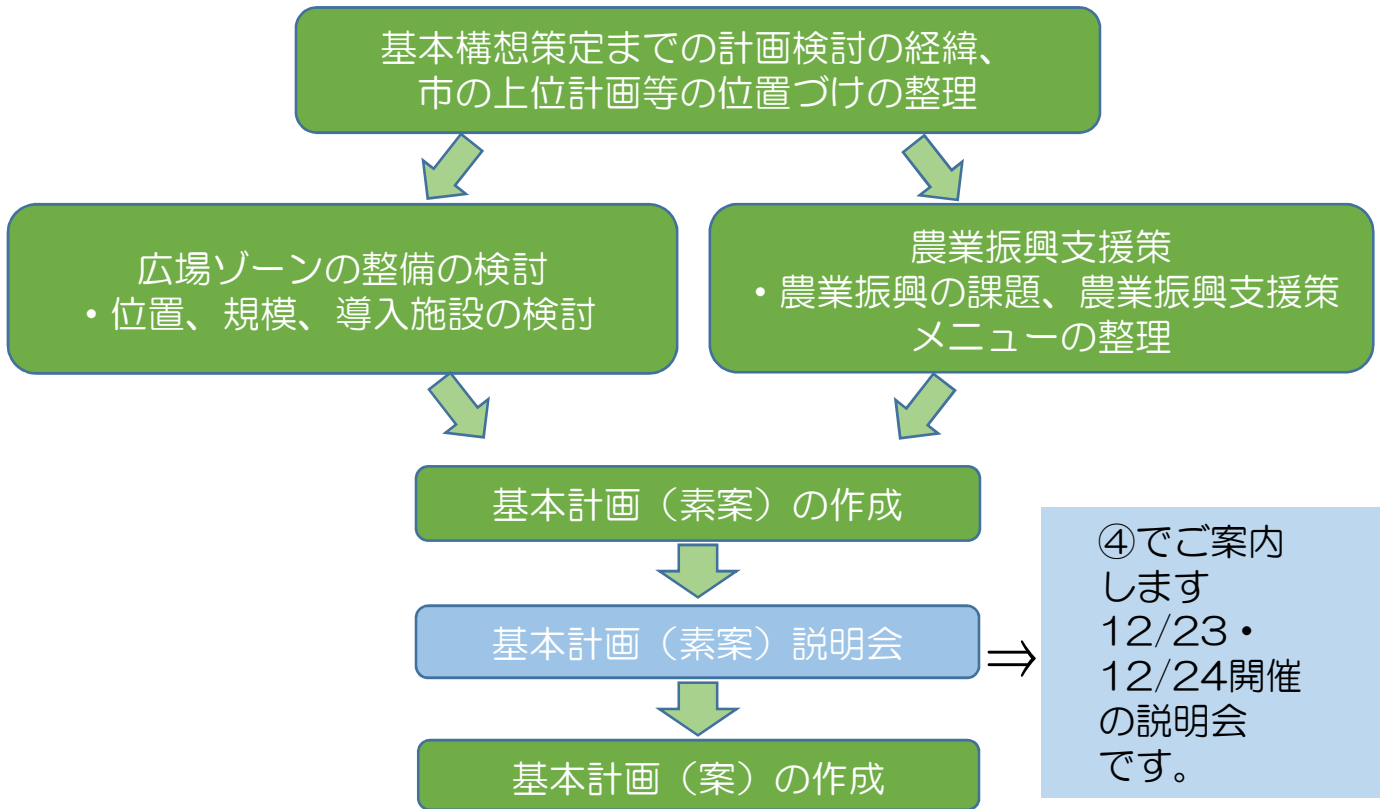 基本構想策定までの計画検討の経緯、
市の上位計画等の位置づけの整理
広場ゾーンの整備の検討
・位置、規模、導入施設の検討
農業振興支援策
・農業振興の課題、農業振興支援策
メニューの整理
基本計画（素案）の作成
基本計画（素案）説明会
⇒
④でご案内
します
12/23・
12/24開催
の説明会
です。
基本計画（案）の作成